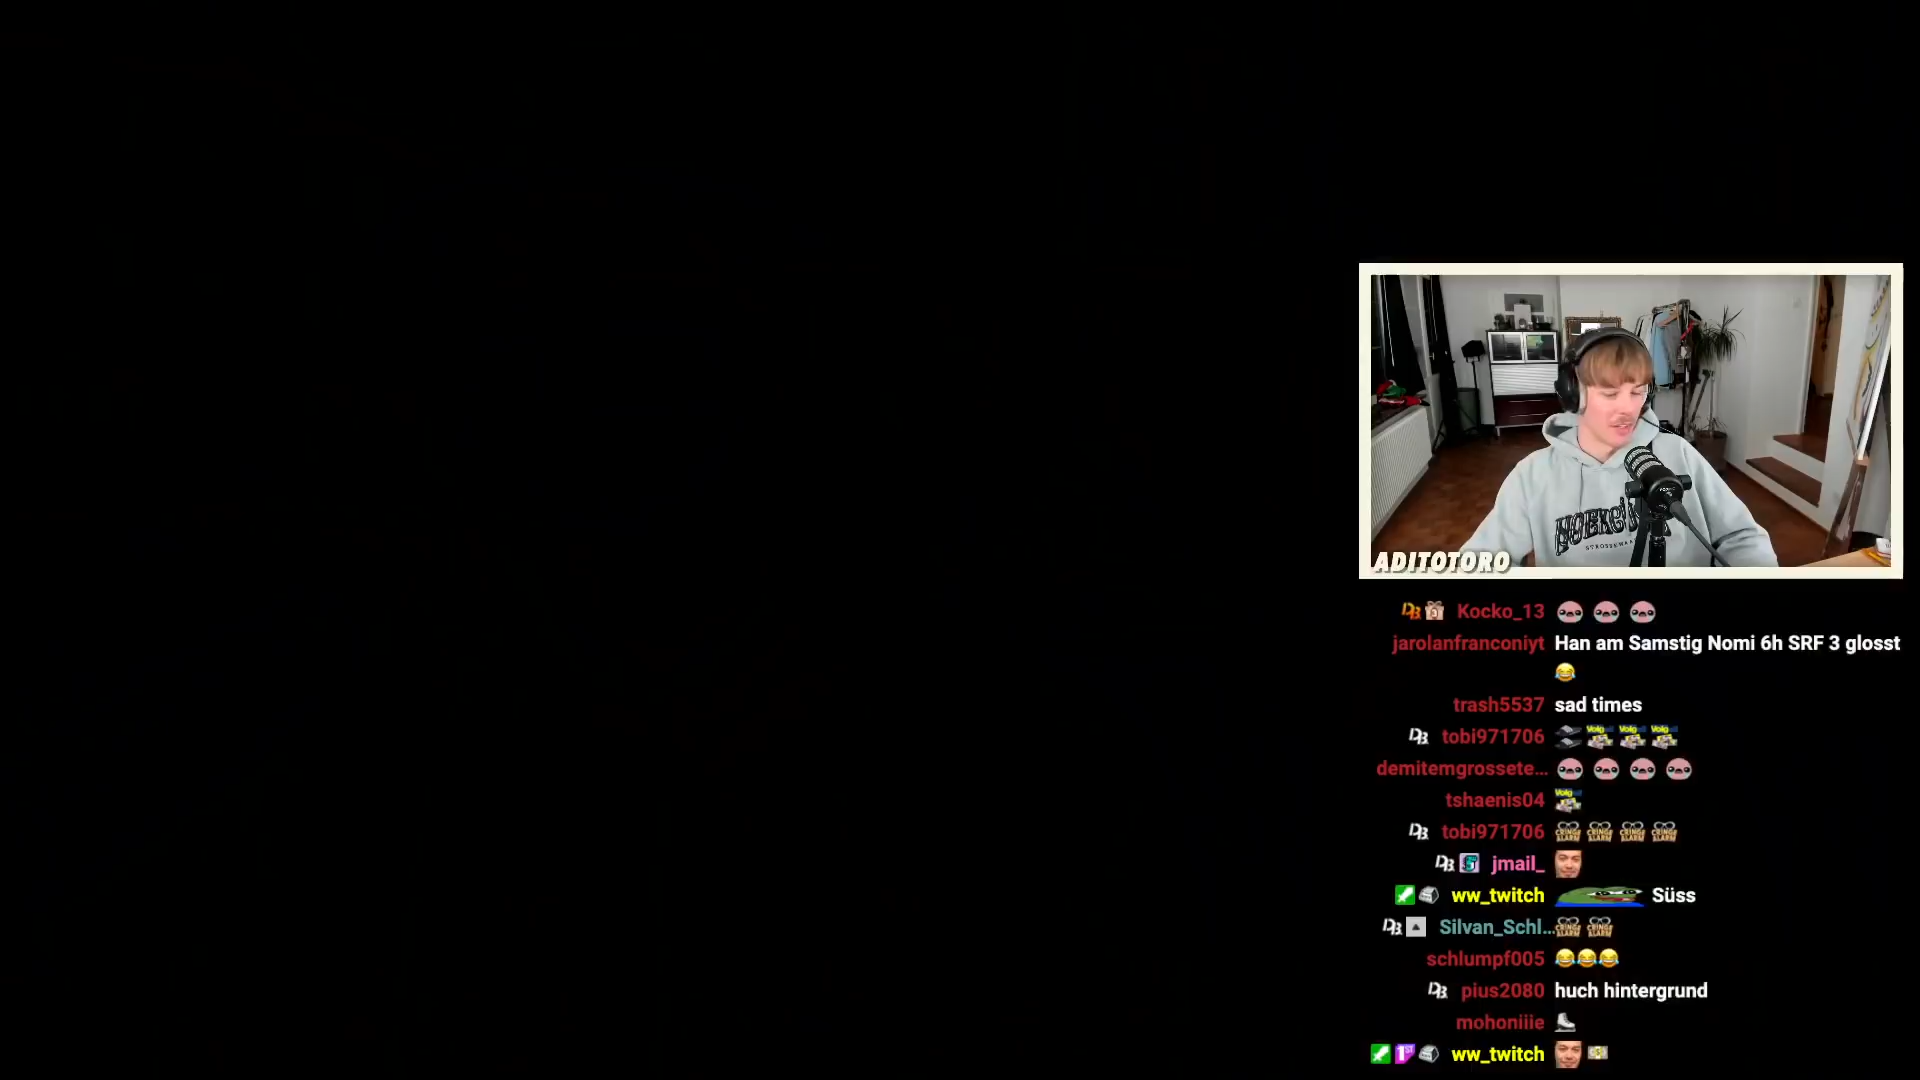 ADITOTORO
Kocko_13
jarolanfranconiyt Han am Samstig Nomi 6h SRF 3 glosst
😂
trash5537 sad times
tobi971706
demitemgrossete...
tshaenis04
tobi971706
jmail_
ww_twitch Süss
Silvan_Schl...
schlumpf005 😂😂😂
pius2080 huch hintergrund
mohoniiie ⛸️
ww_twitch